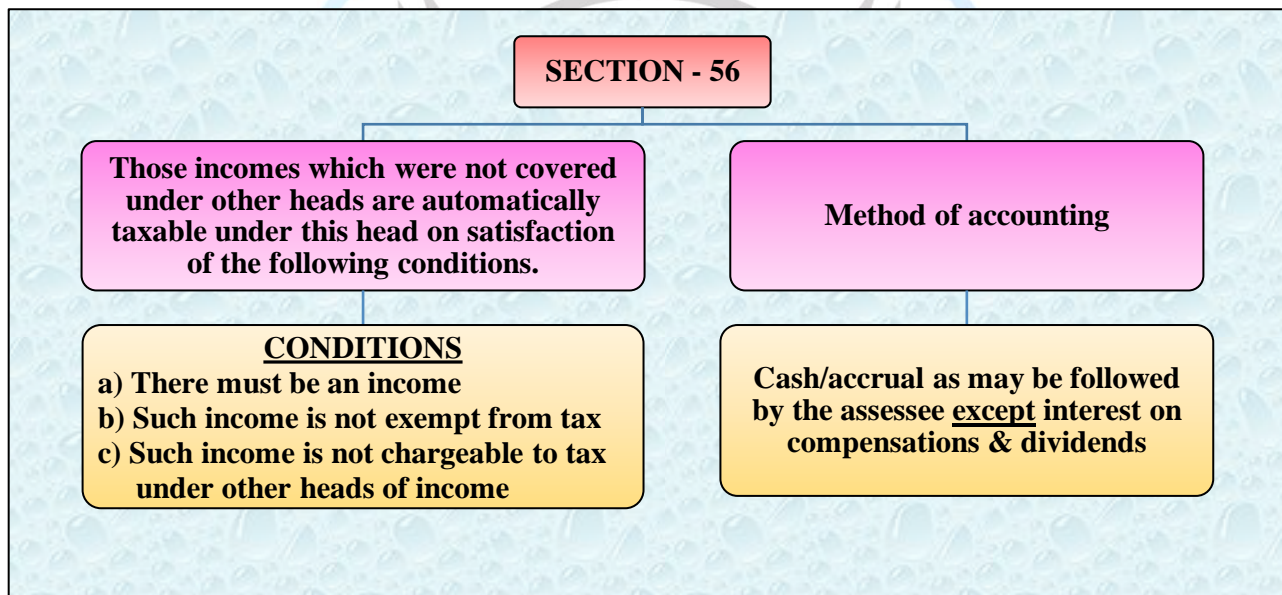 SECTION - 56
Those incomes which were not covered
under other heads are automatically
taxable under this head on satisfaction
of the following conditions.
Method of accounting
CONDITIONS
a) There must be an income
b) Such income is not exempt from tax
c) Such income is not chargeable to tax
under other heads of income
Cash/accrual as may be followed
by the assessee except interest on
compensations & dividends